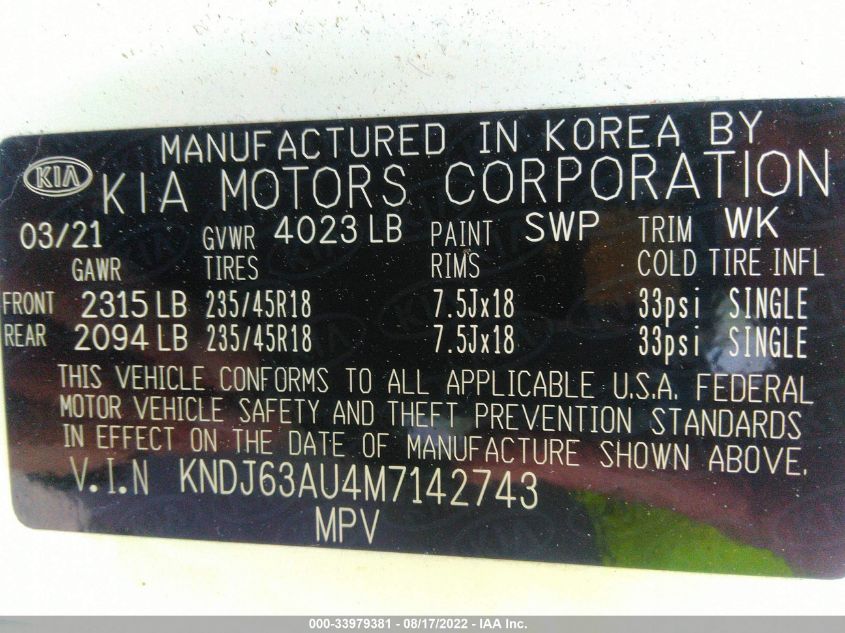 MANUFACTURED IN KOREA BY
KIA KIA MOTORS CORPORATION
03/21 GVWR 4023 LB PAINT SWP TRIM WK
GAWR TIRES RIMS COLD TIRE INFL
FRONT 2315 LB 235/45R18 7.5Jx18 33psi SINGLE
REAR 2094 LB 235/45R18 7.5Jx18 33psi SINGLE
THIS VEHICLE CONFORMS TO ALL APPLICABLE U.S.A. FEDERAL
MOTOR VEHICLE SAFETY AND THEFT PREVENTION STANDARDS
IN EFFECT ON THE DATE OF MANUFACTURE SHOWN ABOVE.
V.I.N KNDJ63AU4M7142743
MPV
000-33979381 - 08/17/2022 - IAA Inc.